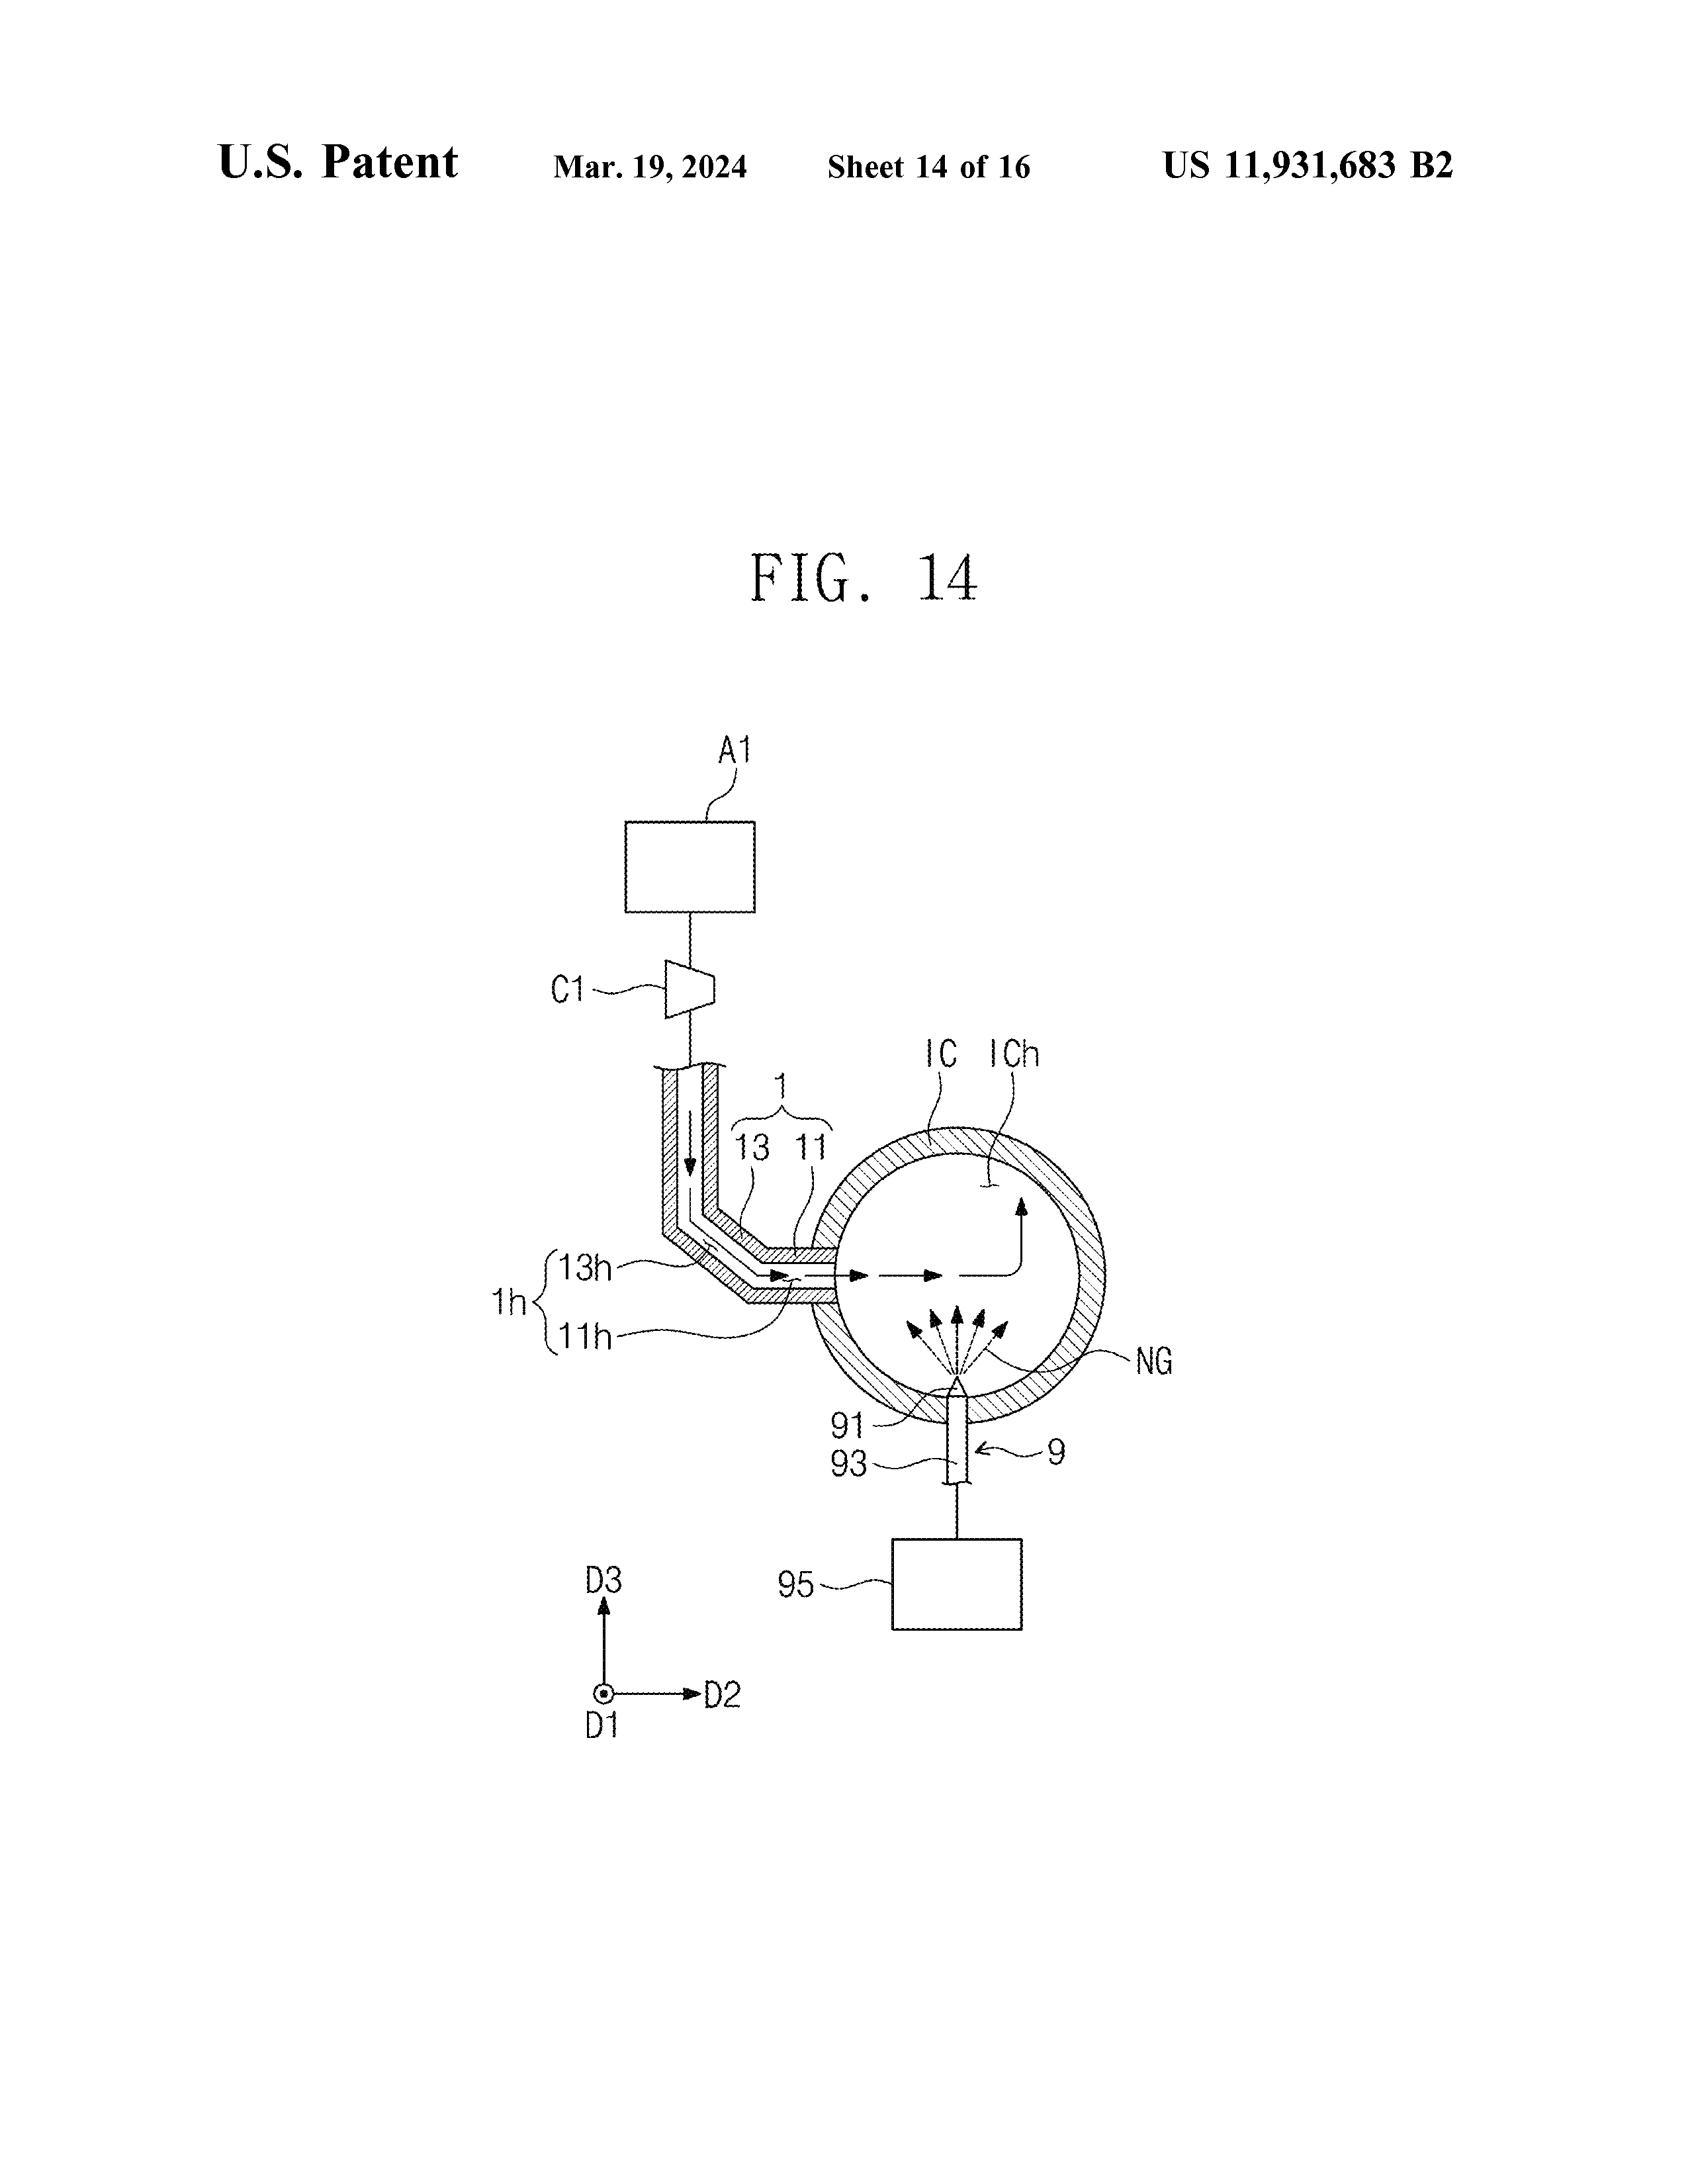 U.S. Patent Mar. 19, 2024 Sheet 14 of 16 US 11,931,683 B2
FIG. 14
A1
C1
IC ICh
1
13 11
13h
1h
11h
NG
91
9
93
D3
95
D2
D1